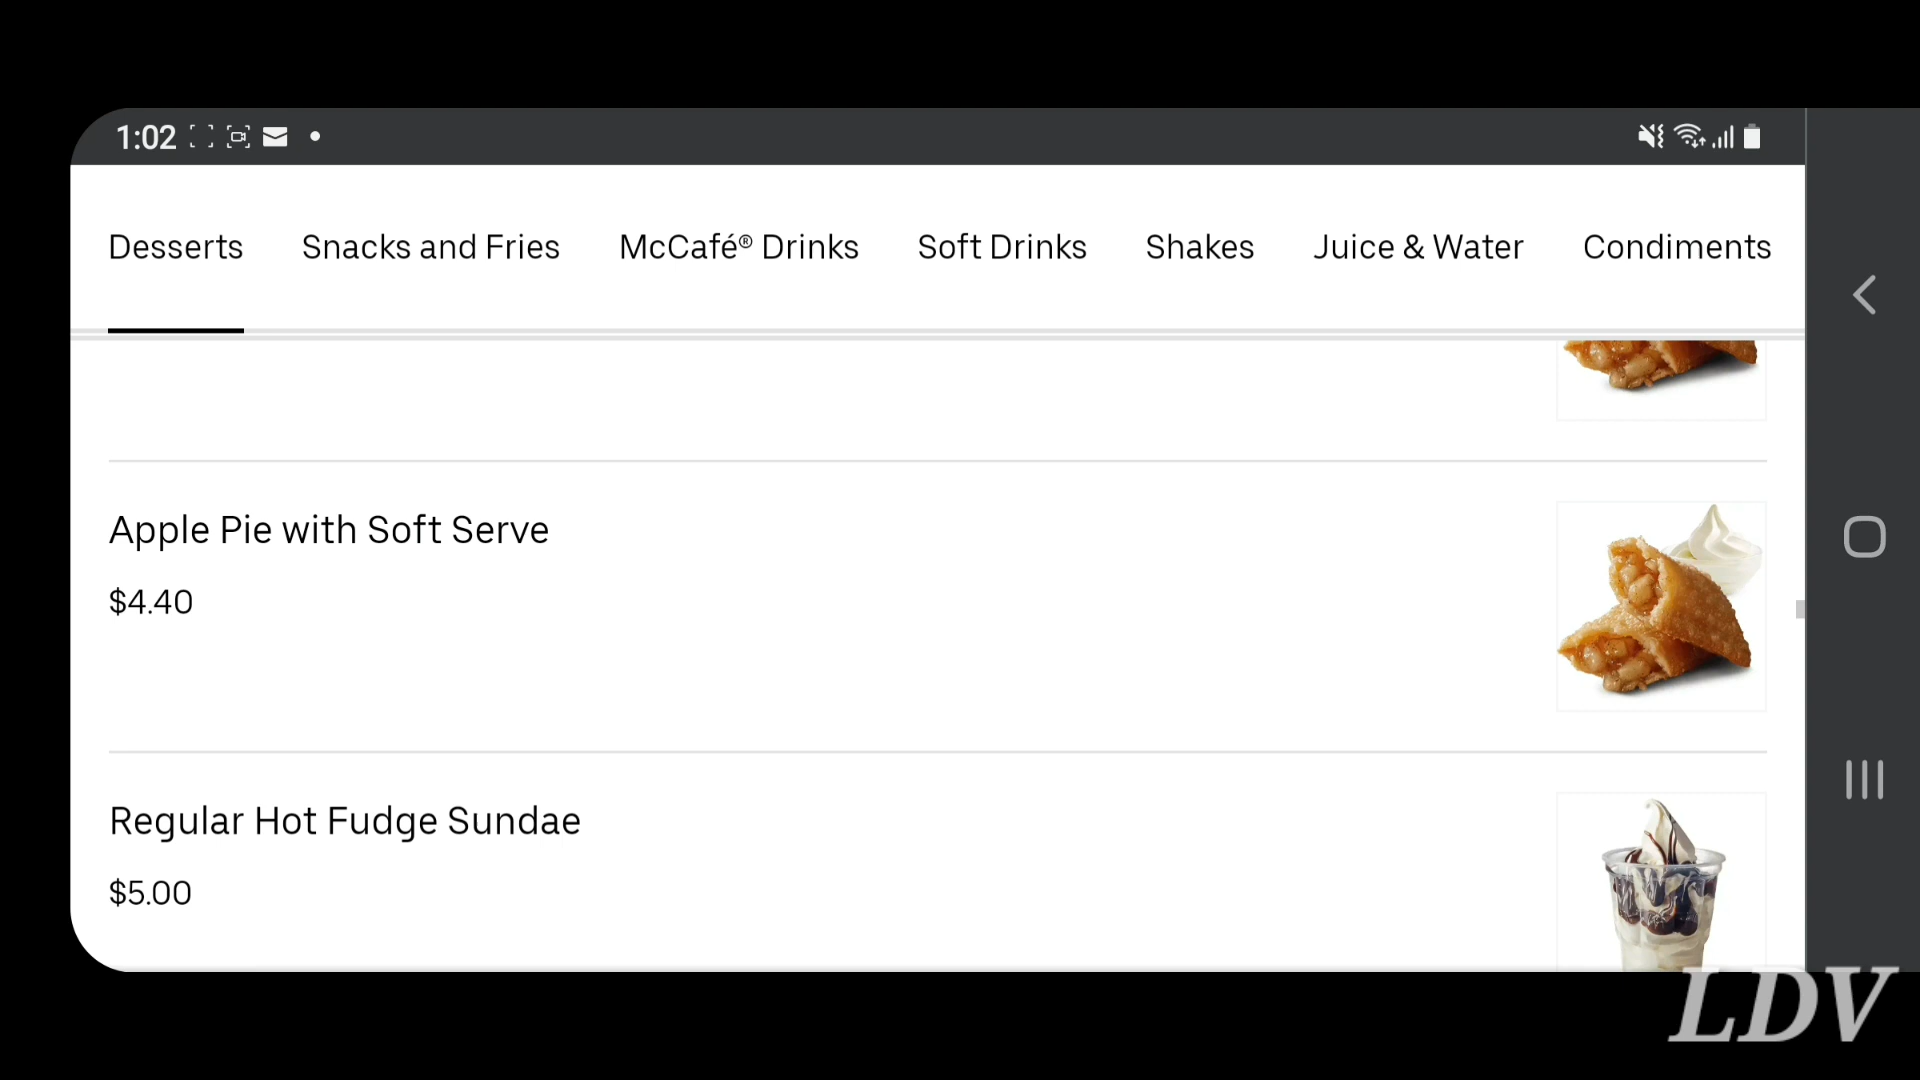 1:02
Desserts Snacks and Fries McCafé® Drinks Soft Drinks Shakes Juice & Water Condiments
Apple Pie with Soft Serve
$4.40
Regular Hot Fudge Sundae
$5.00
LDV